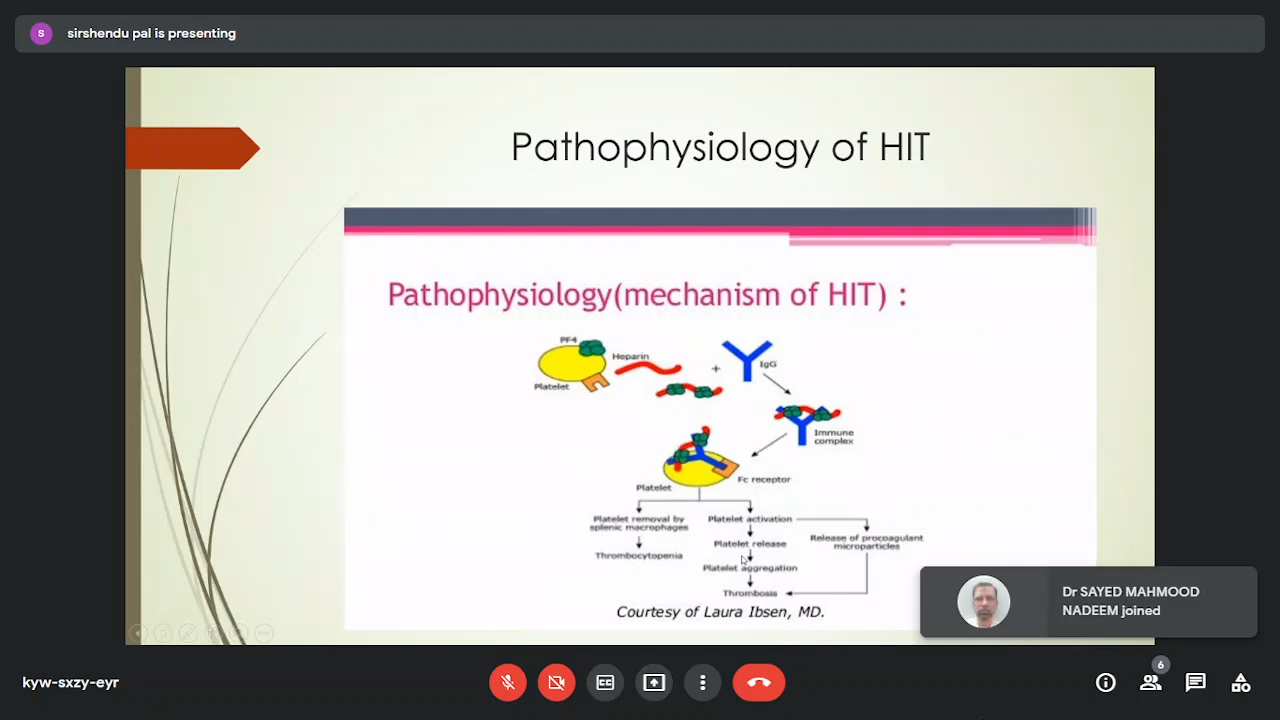 S
sirshendu pal is presenting
Pathophysiology of HIT
Pathophysiology(mechanism of HIT) :
PF4
Heparin
Platelet
+
IgG
Immune
complex
Fc receptor
Platelet
Platelet removal by
splenic macrophages
Thrombocytopenia
Platelet activation
Platelet release
Platelet aggregation
Thrombosis
Release of procoagulant
microparticles
Courtesy of Laura Ibsen, MD.
Dr SAYED MAHMOOD
NADEEM joined
kyw-sxzy-eyr
CC
6